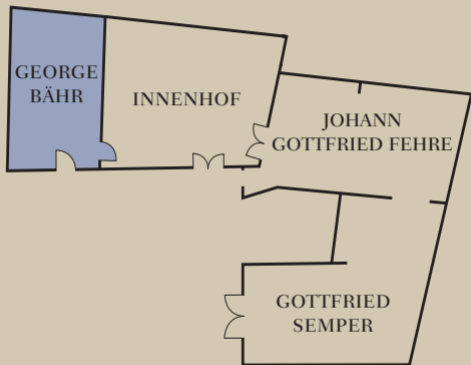 GEORGE
BÄHR
INNENHOF
JOHANN
GOTTFRIED FEHRE
GOTTFRIED
SEMPER